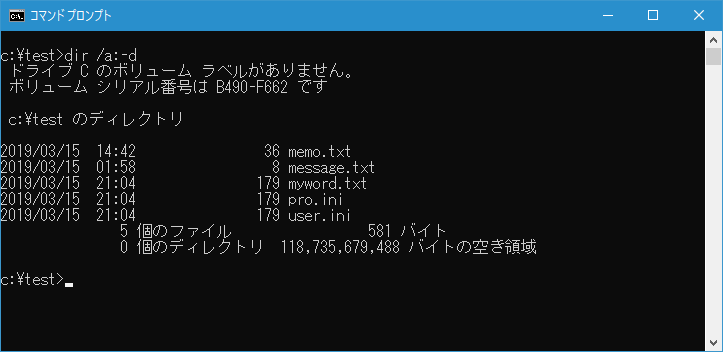 コマンドプロンプト
c:¥test>dir /a:-d
ドライブ C のボリューム ラベルがありません。
ボリューム シリアル番号は B490-F662 です
c:¥test のディレクトリ
2019/03/15  14:42                36 memo.txt
2019/03/15  01:58                 8 message.txt
2019/03/15  21:04               179 myword.txt
2019/03/15  21:04               179 pro.ini
2019/03/15  21:04               179 user.ini
5 個のファイル                 581 バイト
0 個のディレクトリ  118,735,679,488 バイトの空き領域
c:¥test>